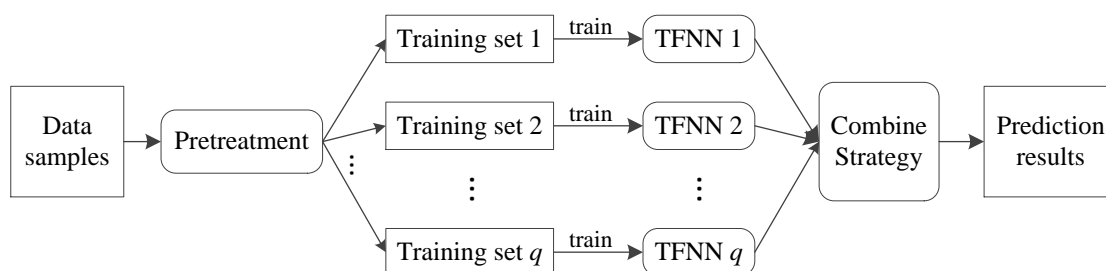 Training set 1
train
TFNN 1
Data
samples
Pretreatment
Training set 2
train
TFNN 2
Combine
Strategy
Prediction
results
Training set q
train
TFNN q